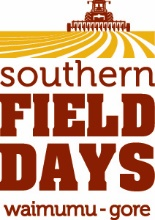 southern
FIELD
DAYS
waimumu - gore